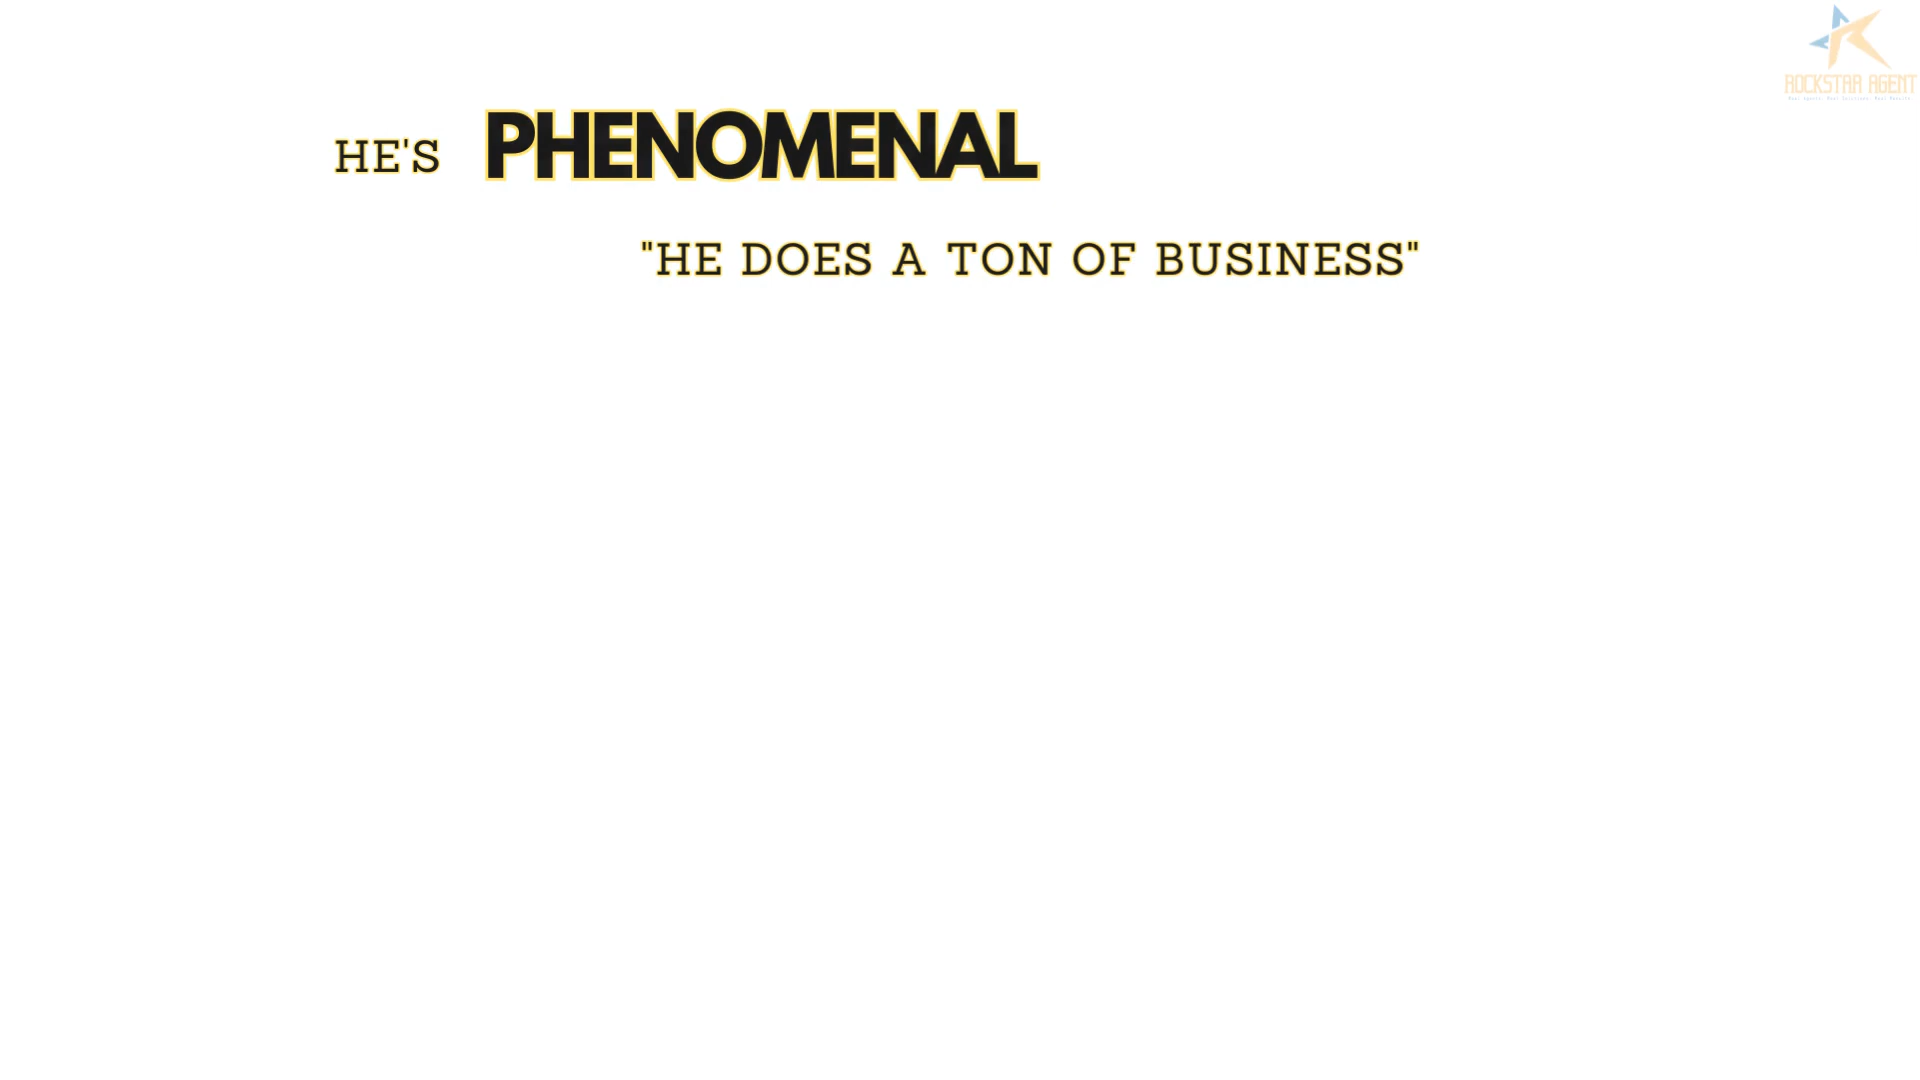 ROCKSTAR AGENT
HE'S PHENOMENAL
"HE DOES A TON OF BUSINESS"